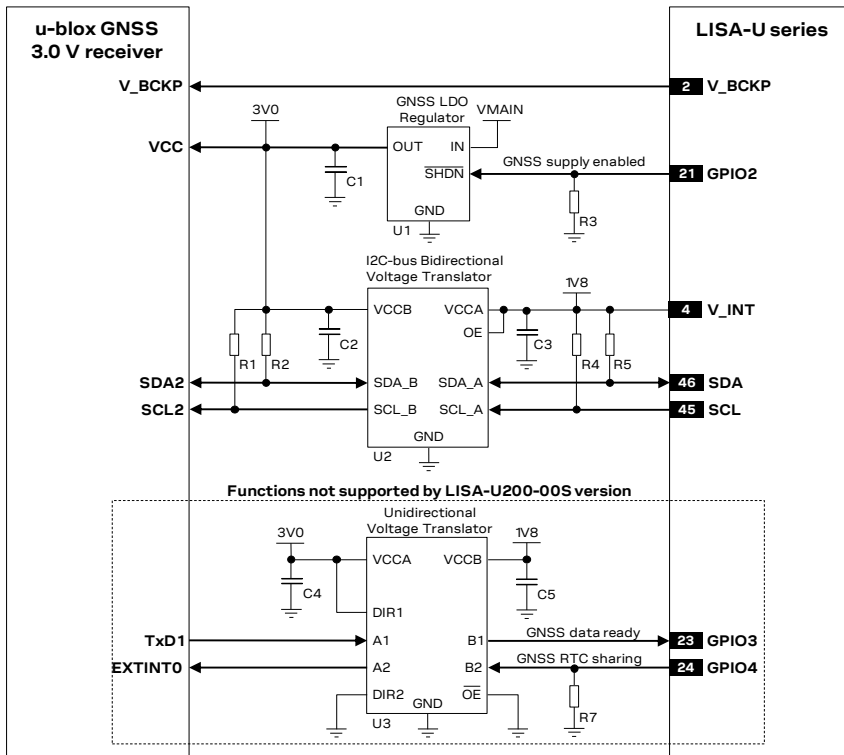 u-blox GNSS
3.0 V receiver
LISA-U series
V_BCKP
2 V_BCKP
GNSS LDO
Regulator
3V0
VMAIN
VCC
OUT IN
C1
GNSS supply enabled
SHDN
21 GPIO2
GND
R3
U1
I2C-bus Bidirectional
Voltage Translator
1V8
VCCB VCCA
4 V_INT
OE
C2
C3
R1 R2
R4 R5
SDA2
SDA_B SDA_A
46 SDA
SCL2
SCL_B SCL_A
45 SCL
GND
U2
Functions not supported by LISA-U200-00S version
Unidirectional
Voltage Translator
3V0
1V8
VCCA VCCB
C4
C5
DIR1
TxD1
A1 B1
GNSS data ready
23 GPIO3
EXTINT0
A2 B2
GNSS RTC sharing
24 GPIO4
DIR2 OE
GND
R7
U3